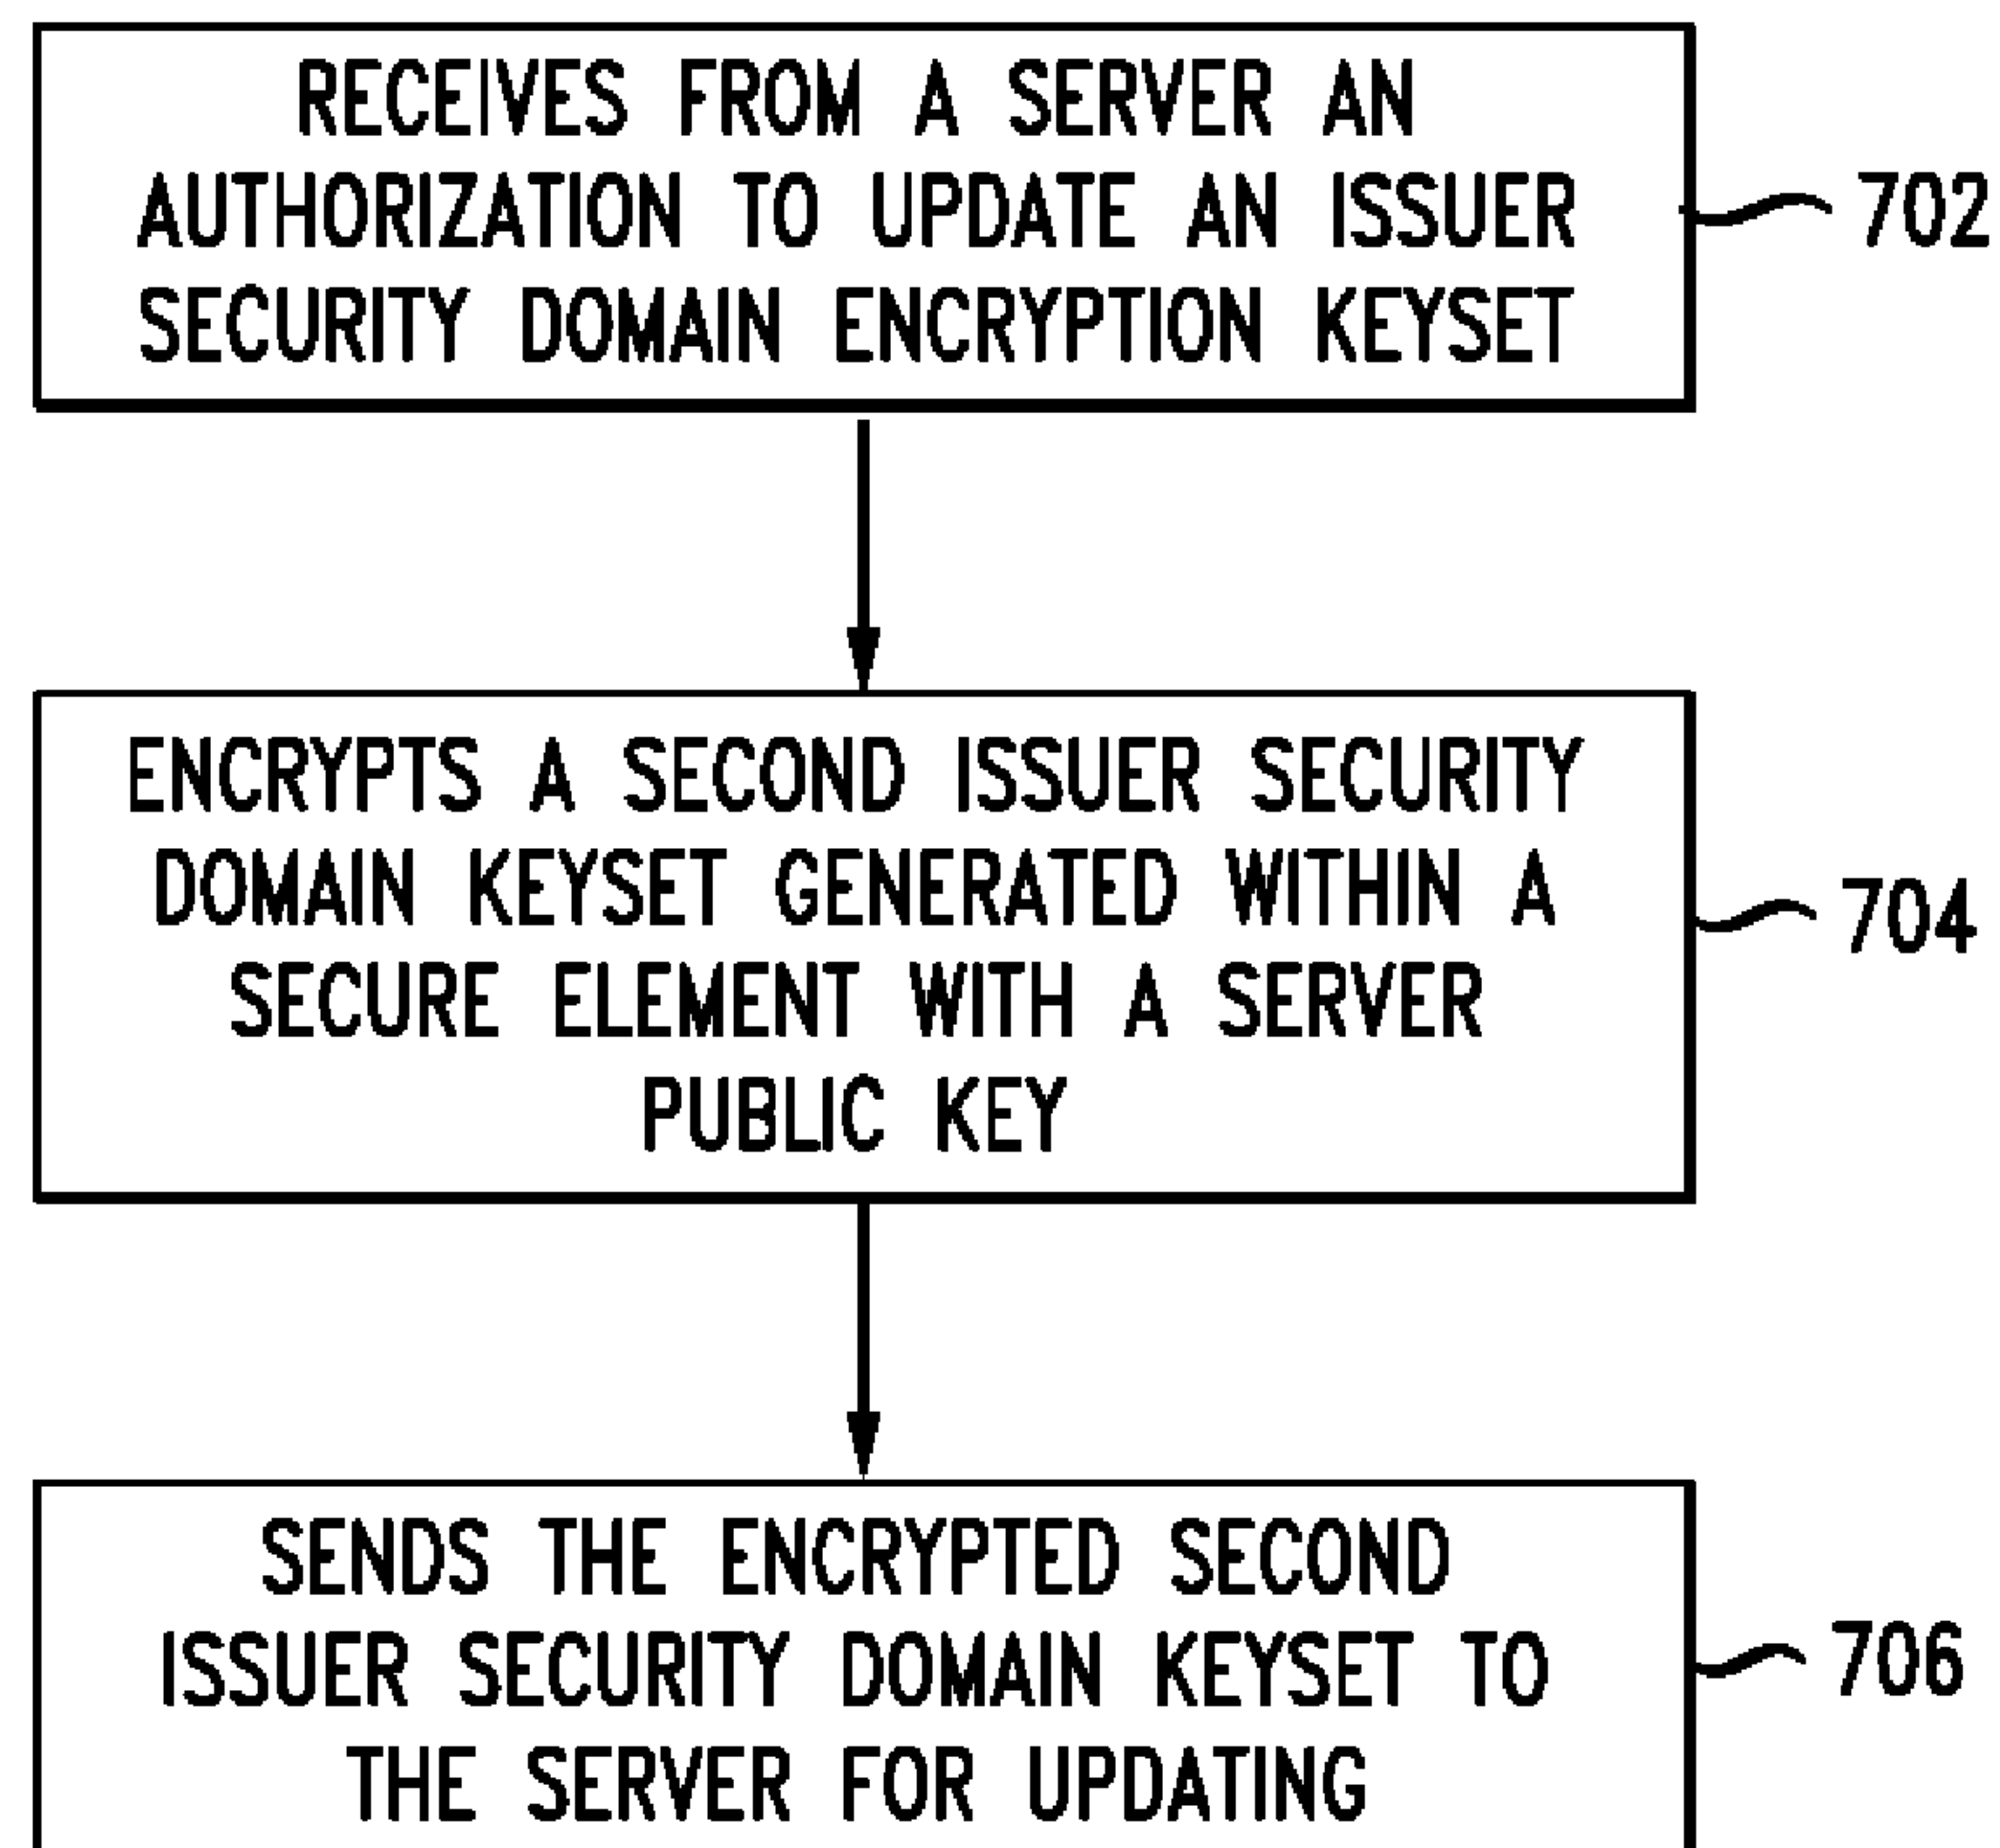 RECEIVES FROM A SERVER AN
AUTHORIZATION TO UPDATE AN ISSUER
SECURITY DOMAIN ENCRYPTION KEYSET
702
ENCRYPTS A SECOND ISSUER SECURITY
DOMAIN KEYSET GENERATED WITHIN A
SECURE ELEMENT WITH A SERVER
PUBLIC KEY
704
SENDS THE ENCRYPTED SECOND
ISSUER SECURITY DOMAIN KEYSET TO
THE SERVER FOR UPDATING
706